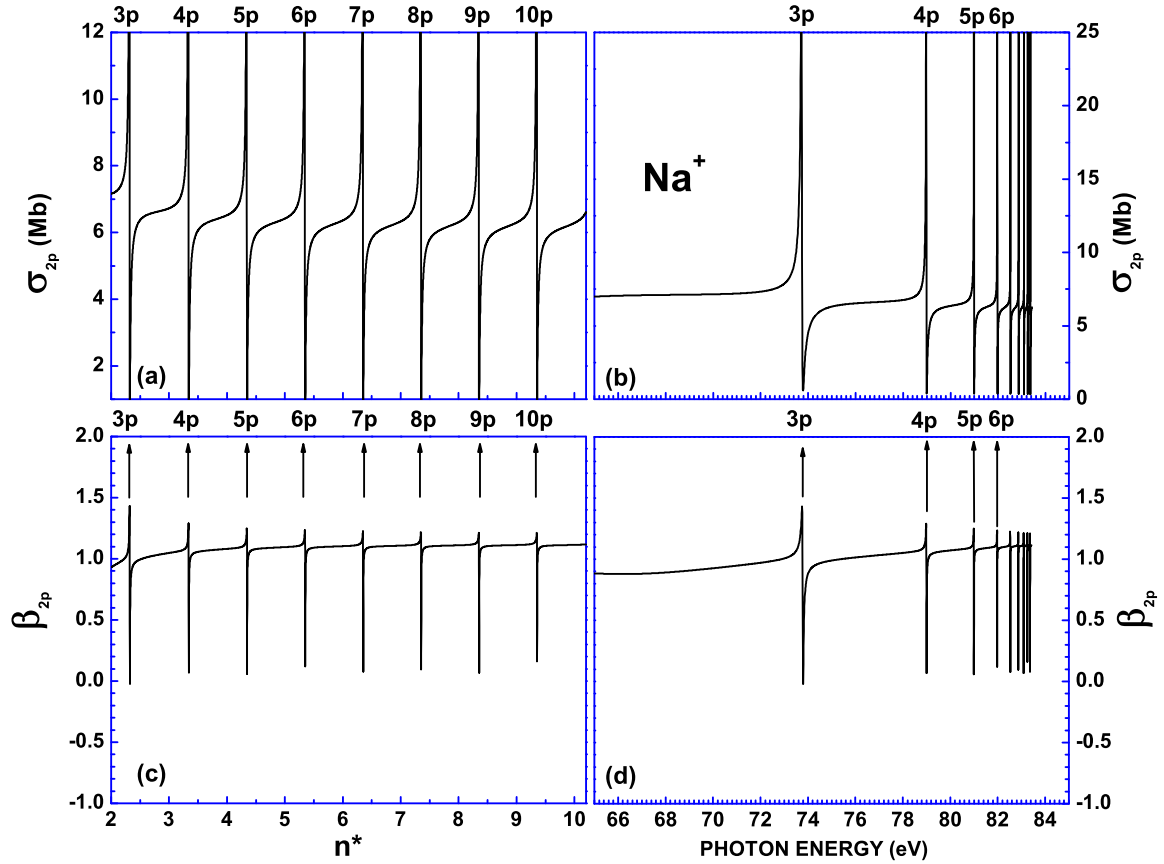 3p 4p 5p 6p 7p 8p 9p 10p
3p 4p 5p 6p
12
10
8
6
4
2
σ2p (Mb)
(a)
Na+
25
20
15
10
5
0
σ2p (Mb)
(b)
3p 4p 5p 6p 7p 8p 9p 10p
3p 4p 5p 6p
2.0
1.5
1.0
0.5
0.0
-0.5
-1.0
β2p
(c)
2.0
1.5
1.0
0.5
0.0
-0.5
-1.0
β2p
(d)
2 3 4 5 6 7 8 9 10
n*
66 68 70 72 74 76 78 80 82 84
PHOTON ENERGY (eV)